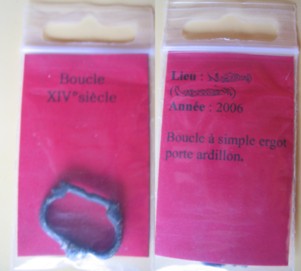 Boucle
XIVᵉ siècle
Lieu :
Année : 2006
Boucle à simple ergot
porte ardillon.